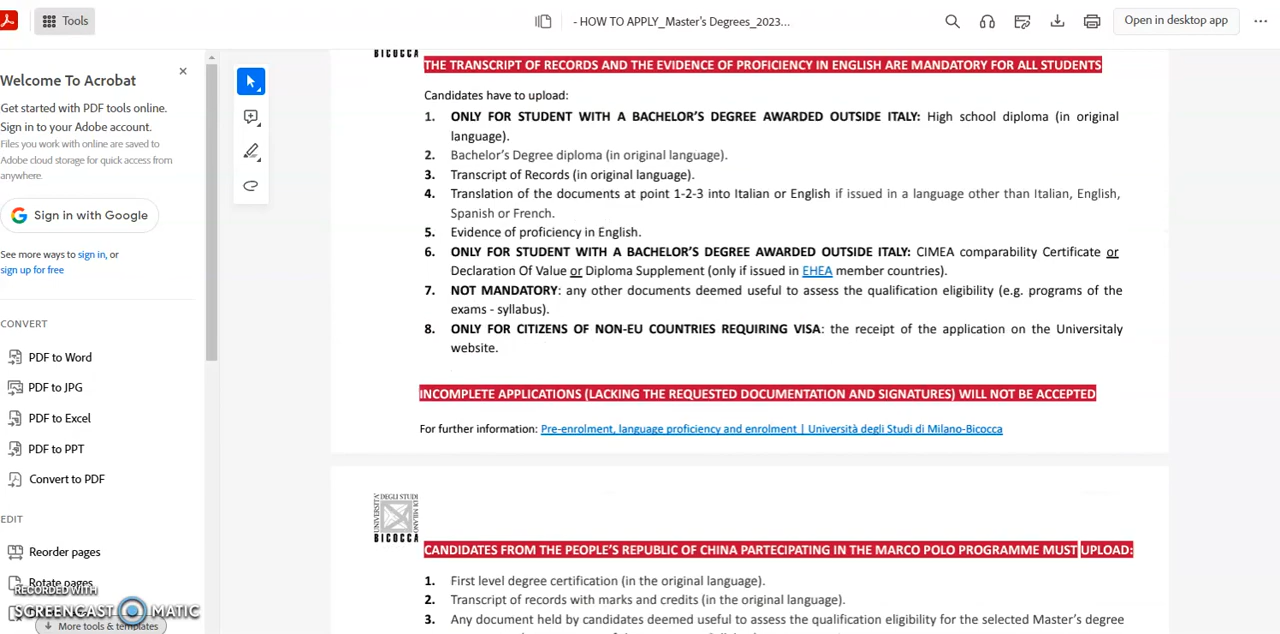 Tools
- HOW TO APPLY_Master's Degrees_2023...
Open in desktop app
Welcome To Acrobat
Get started with PDF tools online.
Sign in to your Adobe account.
Files you work with online are saved to
Adobe cloud storage for quick access from
anywhere.
Sign in with Google
See more ways to sign in, or
sign up for free
CONVERT
PDF to Word
PDF to JPG
PDF to Excel
PDF to PPT
Convert to PDF
EDIT
Reorder pages
Rotate pages
RECORDED WITH
SCREENCAST MATIC
More tools & templates
BICOCCA
THE TRANSCRIPT OF RECORDS AND THE EVIDENCE OF PROFICIENCY IN ENGLISH ARE MANDATORY FOR ALL STUDENTS
Candidates have to upload:
1. ONLY FOR STUDENT WITH A BACHELOR'S DEGREE AWARDED OUTSIDE ITALY: High school diploma (in original
language).
2. Bachelor's Degree diploma (in original language).
3. Transcript of Records (in original language).
4. Translation of the documents at point 1-2-3 into Italian or English if issued in a language other than Italian, English,
Spanish or French.
5. Evidence of proficiency in English.
6. ONLY FOR STUDENT WITH A BACHELOR'S DEGREE AWARDED OUTSIDE ITALY: CIMEA comparability Certificate or
Declaration Of Value or Diploma Supplement (only if issued in EHEA member countries).
7. NOT MANDATORY: any other documents deemed useful to assess the qualification eligibility (e.g. programs of the
exams - syllabus).
8. ONLY FOR CITIZENS OF NON-EU COUNTRIES REQUIRING VISA: the receipt of the application on the Universitaly
website.
INCOMPLETE APPLICATIONS (LACKING THE REQUESTED DOCUMENTATION AND SIGNATURES) WILL NOT BE ACCEPTED
For further information: Pre-enrolment, language proficiency and enrolment | Università degli Studi di Milano-Bicocca
UNIVERSITÀ DEGLI STUDI DI MILANO
BICOCCA
CANDIDATES FROM THE PEOPLE'S REPUBLIC OF CHINA PARTECIPATING IN THE MARCO POLO PROGRAMME MUST UPLOAD:
1. First level degree certification (in the original language).
2. Transcript of records with marks and credits (in the original language).
3. Any document held by candidates deemed useful to assess the qualification eligibility for the selected Master's degree